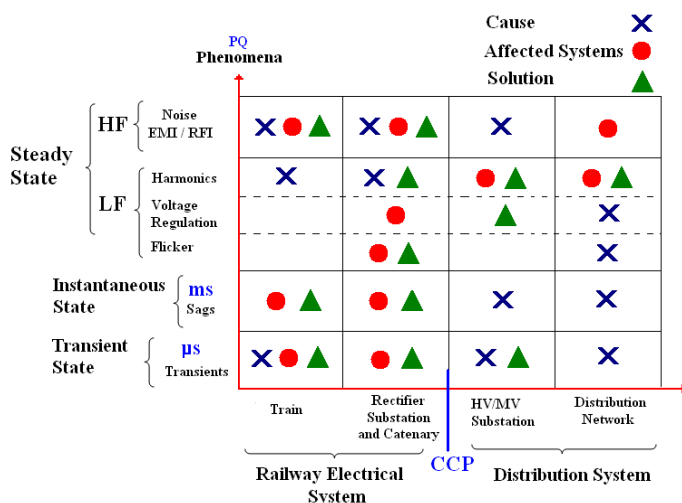 Cause
PQ
Phenomena
Affected Systems
Solution
Steady
State
HF
Noise
EMI / RFI
LF
Harmonics
Voltage
Regulation
Flicker
Instantaneous
State
ms
Sags
Transient
State
µs
Transients
Train
Rectifier
Substation
and Catenary
HV/MV
Substation
Distribution
Network
CCP
Railway Electrical
System
Distribution System